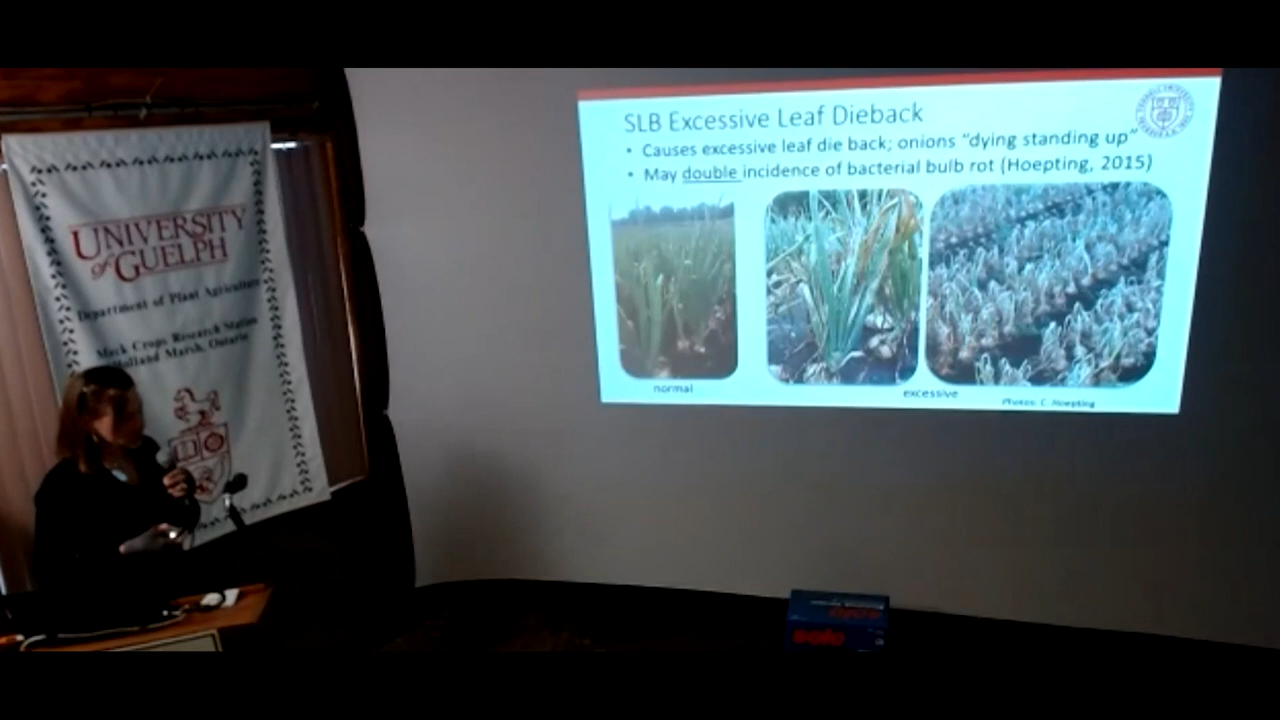 UNIVERSITY
of GUELPH
Department of Plant Agriculture
Muck Crops Research Station
Holland Marsh, Ontario
SLB Excessive Leaf Dieback
• Causes excessive leaf die back; onions “dying standing up”
• May double incidence of bacterial bulb rot (Hoepting, 2015)
normal
excessive
Photos: C. Hoepting